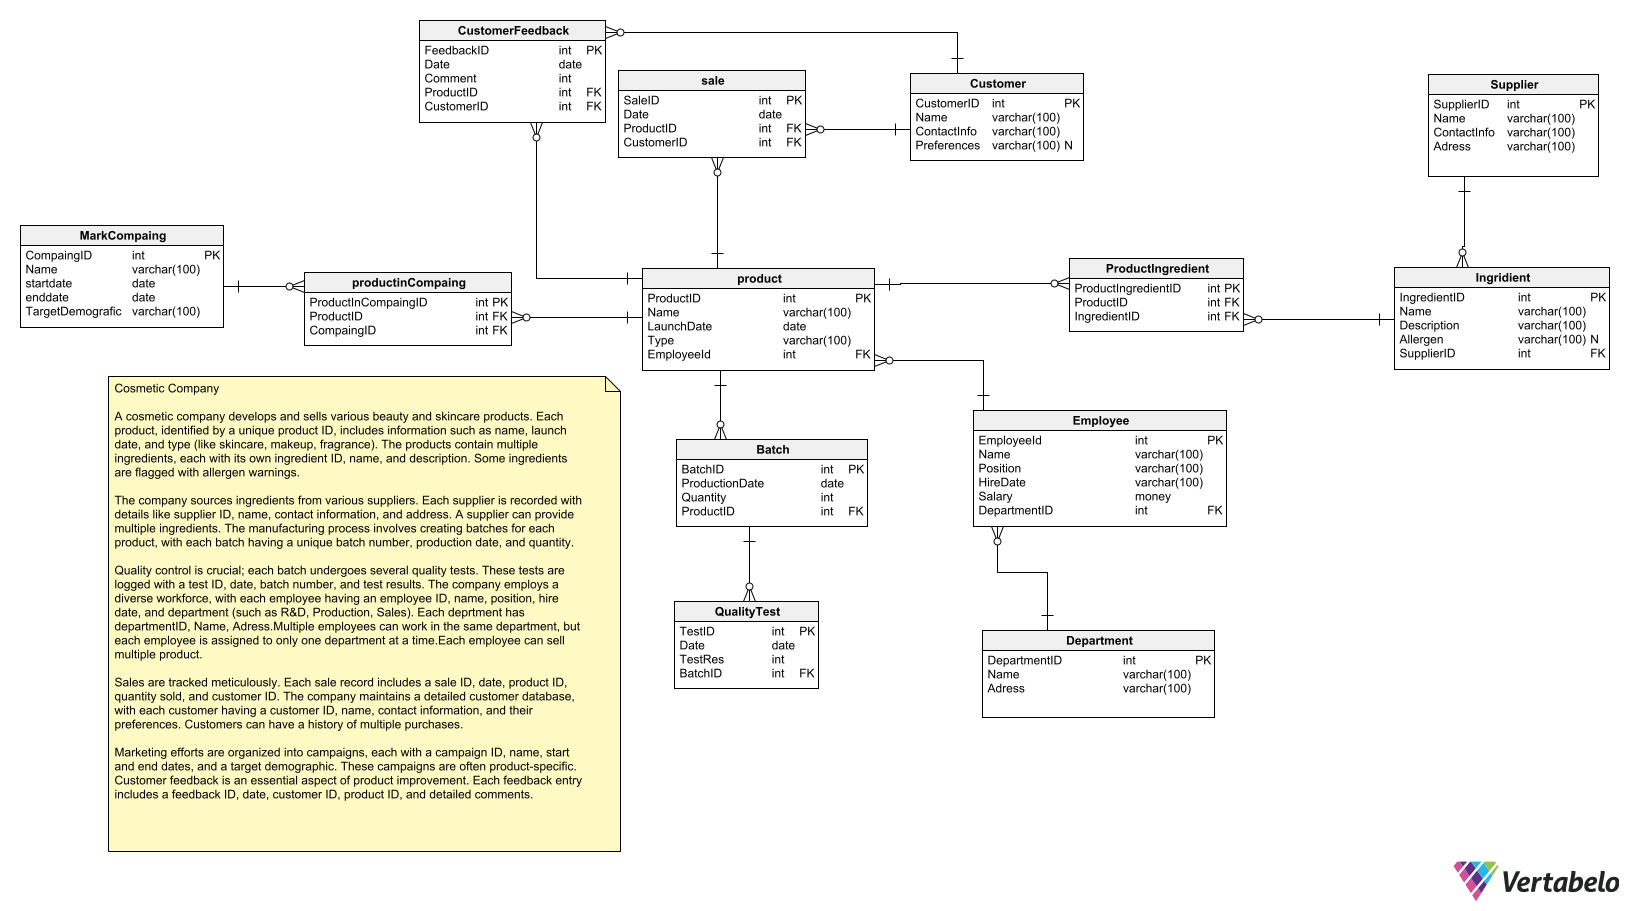 CustomerFeedback
FeedbackID int PK
Date date
Comment int
ProductID int FK
CustomerID int FK
sale
SaleID int PK
Date date
ProductID int FK
CustomerID int FK
Customer
CustomerID int PK
Name varchar(100)
ContactInfo varchar(100)
Preferences varchar(100) N
Supplier
SupplierID int PK
Name varchar(100)
ContactInfo varchar(100)
Adress varchar(100)
MarkCompaing
CompaingID int PK
Name varchar(100)
startdate date
enddate date
TargetDemografic varchar(100)
productinCompaing
ProductInCompaingID int PK
ProductID int FK
CompaingID int FK
product
ProductID int PK
Name varchar(100)
LaunchDate date
Type varchar(100)
EmployeeId int FK
ProductIngredient
ProductIngredientID int PK
ProductID int FK
IngredientID int FK
Ingridient
IngredientID int PK
Name varchar(100)
Description varchar(100)
Allergen varchar(100) N
SupplierID int FK
Cosmetic Company
A cosmetic company develops and sells various beauty and skincare products. Each
product, identified by a unique product ID, includes information such as name, launch
date, and type (like skincare, makeup, fragrance). The products contain multiple
ingredients, each with its own ingredient ID, name, and description. Some ingredients
are flagged with allergen warnings.
The company sources ingredients from various suppliers. Each supplier is recorded with
details like supplier ID, name, contact information, and address. A supplier can provide
multiple ingredients. The manufacturing process involves creating batches for each
product, with each batch having a unique batch number, production date, and quantity.
Quality control is crucial; each batch undergoes several quality tests. These tests are
logged with a test ID, date, batch number, and test results. The company employs a
diverse workforce, with each employee having an employee ID, name, position, hire
date, and department (such as R&D, Production, Sales). Each deprtment has
departmentID, Name, Adress.Multiple employees can work in the same department, but
each employee is assigned to only one department at a time.Each employee can sell
multiple product.
Sales are tracked meticulously. Each sale record includes a sale ID, date, product ID,
quantity sold, and customer ID. The company maintains a detailed customer database,
with each customer having a customer ID, name, contact information, and their
preferences. Customers can have a history of multiple purchases.
Marketing efforts are organized into campaigns, each with a campaign ID, name, start
and end dates, and a target demographic. These campaigns are often product-specific.
Customer feedback is an essential aspect of product improvement. Each feedback entry
includes a feedback ID, date, customer ID, product ID, and detailed comments.
Batch
BatchID int PK
ProductionDate date
Quantity int
ProductID int FK
Employee
EmployeeId int PK
Name varchar(100)
Position varchar(100)
HireDate varchar(100)
Salary money
DepartmentID int FK
QualityTest
TestID int PK
Date date
TestRes int
BatchID int FK
Department
DepartmentID int PK
Name varchar(100)
Adress varchar(100)
Vertabelo